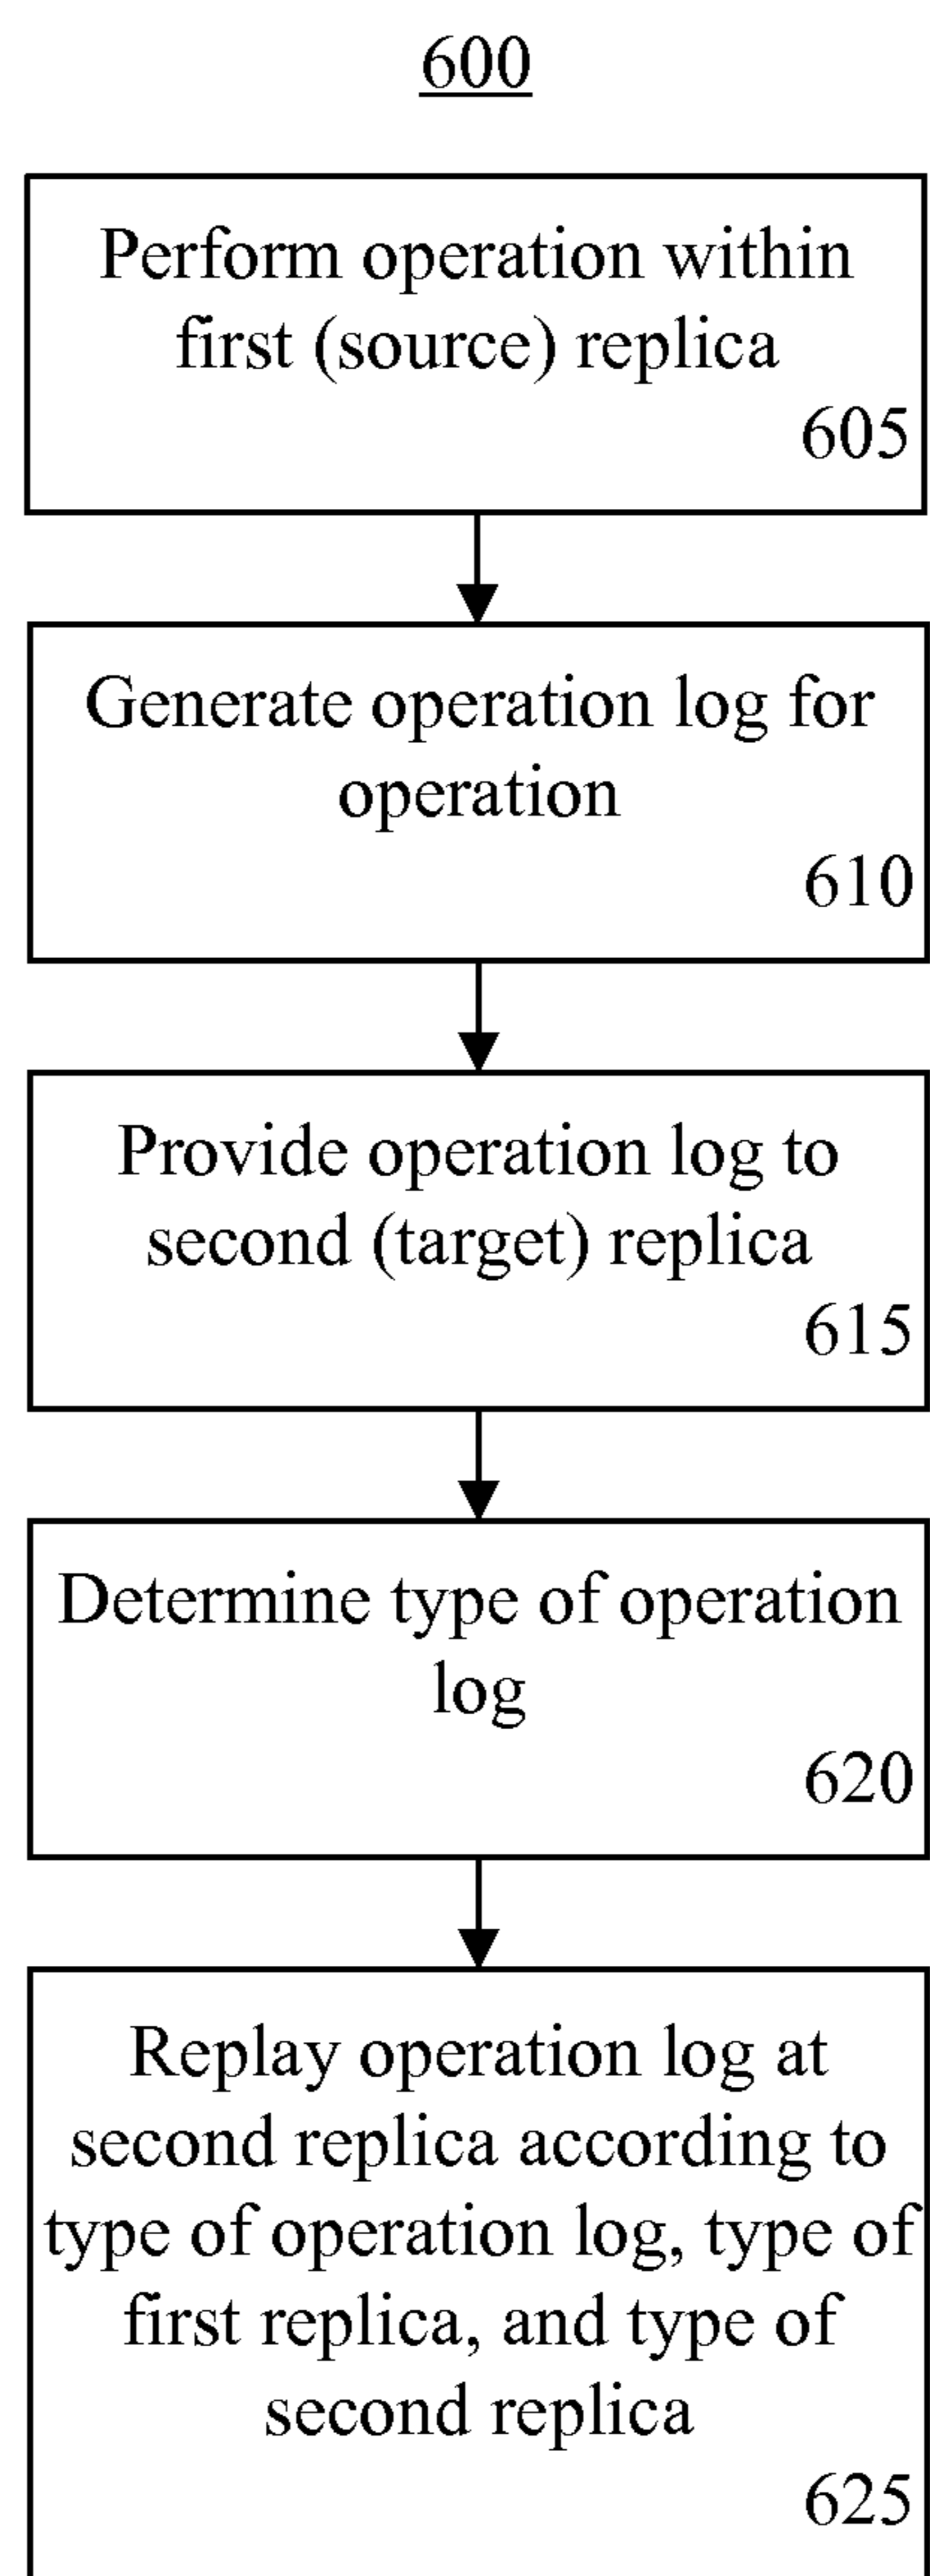 600
Perform operation within
first (source) replica
605
Generate operation log for
operation
610
Provide operation log to
second (target) replica
615
Determine type of operation
log
620
Replay operation log at
second replica according to
type of operation log, type of
first replica, and type of
second replica
625